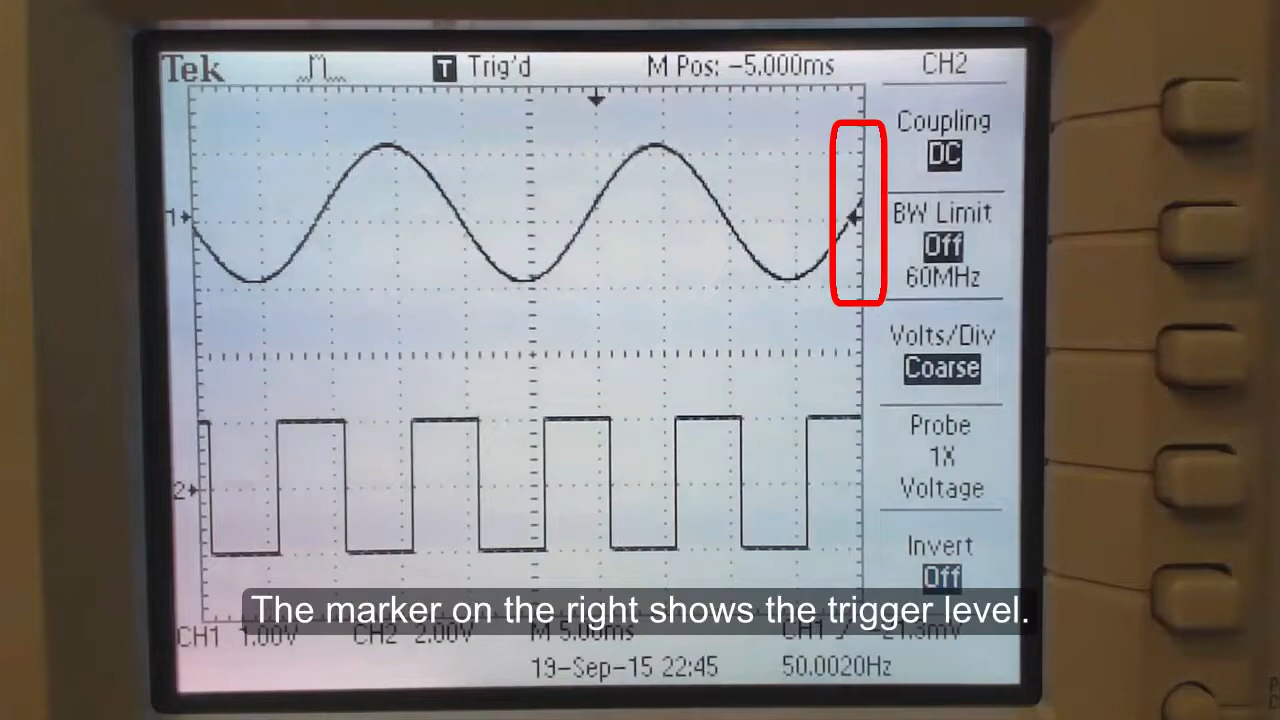 Tek T Trig'd M Pos: -5.000ms CH2
Coupling
DC
1
BW Limit
Off
60MHz
Volts/Div
Coarse
Probe
1X
Voltage
2
Invert
Off
The marker on the right shows the trigger level.
CH1 1.00V CH2 2.00V M 5.00ms CH1 / -21.3mV
19-Sep-15 22:45 50.0020Hz